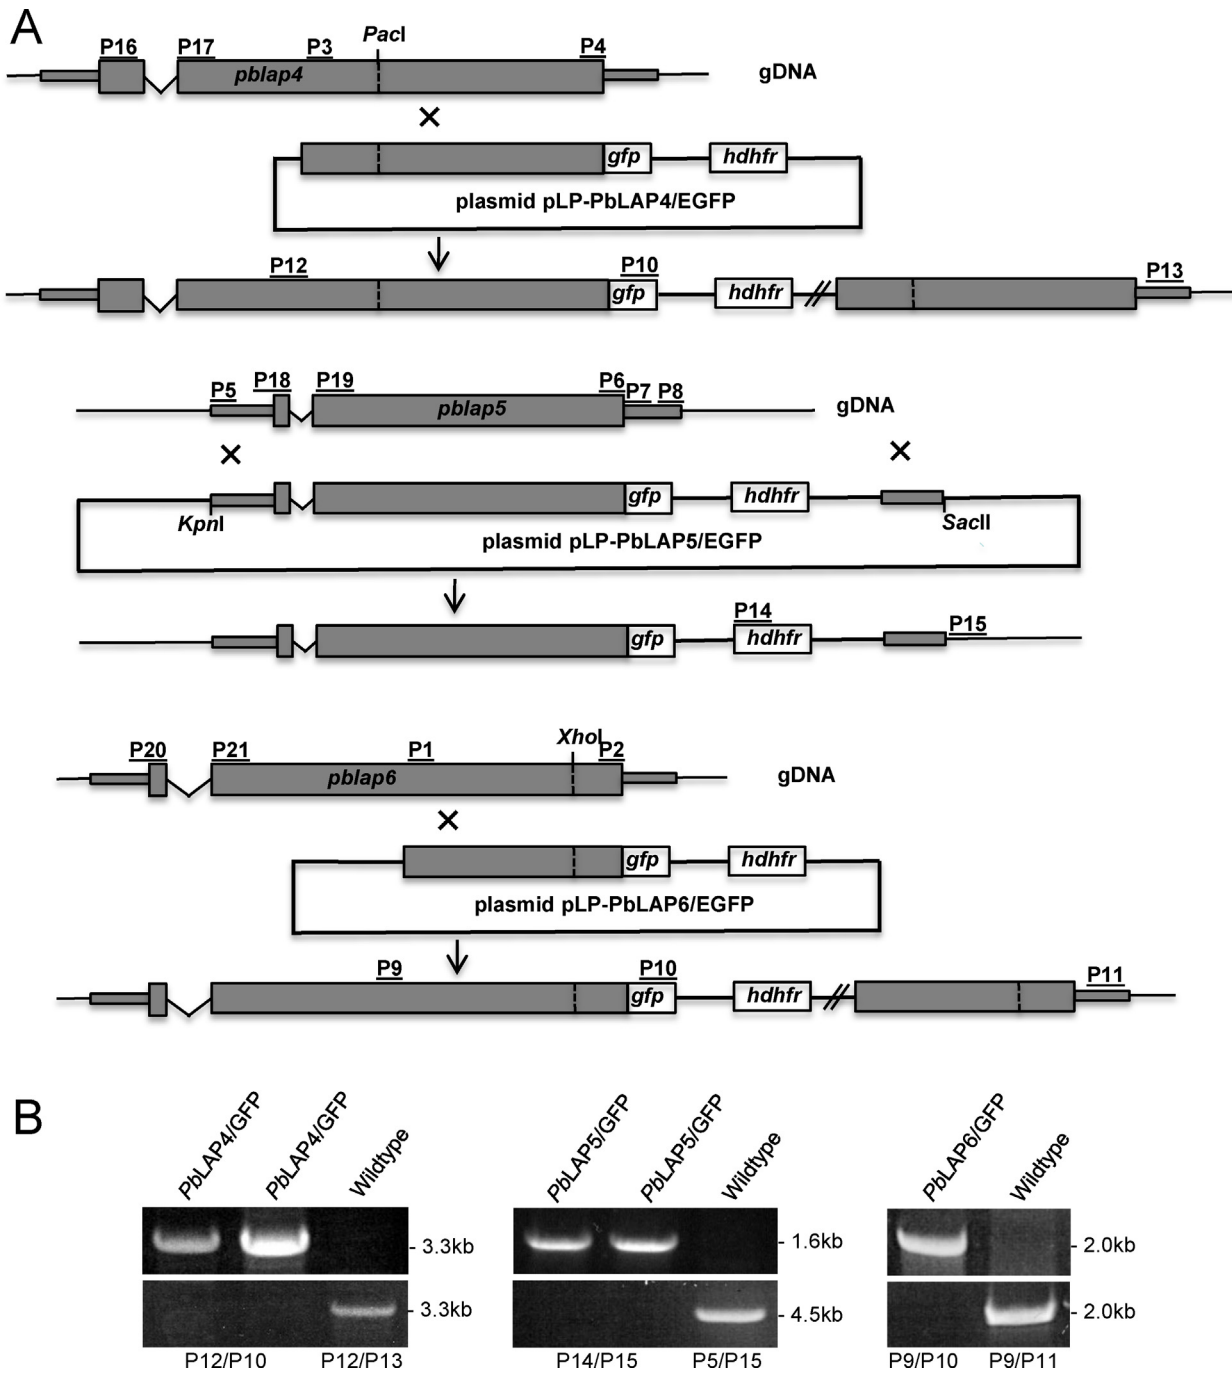 A
P16 P17 P3 PacI P4
pblap4 gDNA
gfp hdhfr
plasmid pLP-PbLAP4/EGFP
P12 P10 P13
gfp hdhfr
P5 P18 P19 P6 P7 P8
pblap5 gDNA
gfp hdhfr
KpnI SacII
plasmid pLP-PbLAP5/EGFP
P14 P15
gfp hdhfr
P20 P21 P1 XhoI P2
pblap6 gDNA
gfp hdhfr
plasmid pLP-PbLAP6/EGFP
P9 P10 P11
gfp hdhfr
B
PbLAP4/GFP PbLAP4/GFP Wildtype
PbLAP5/GFP PbLAP5/GFP Wildtype
PbLAP6/GFP Wildtype
- 3.3kb - 1.6kb - 2.0kb
- 3.3kb - 4.5kb - 2.0kb
P12/P10 P12/P13 P14/P15 P5/P15 P9/P10 P9/P11